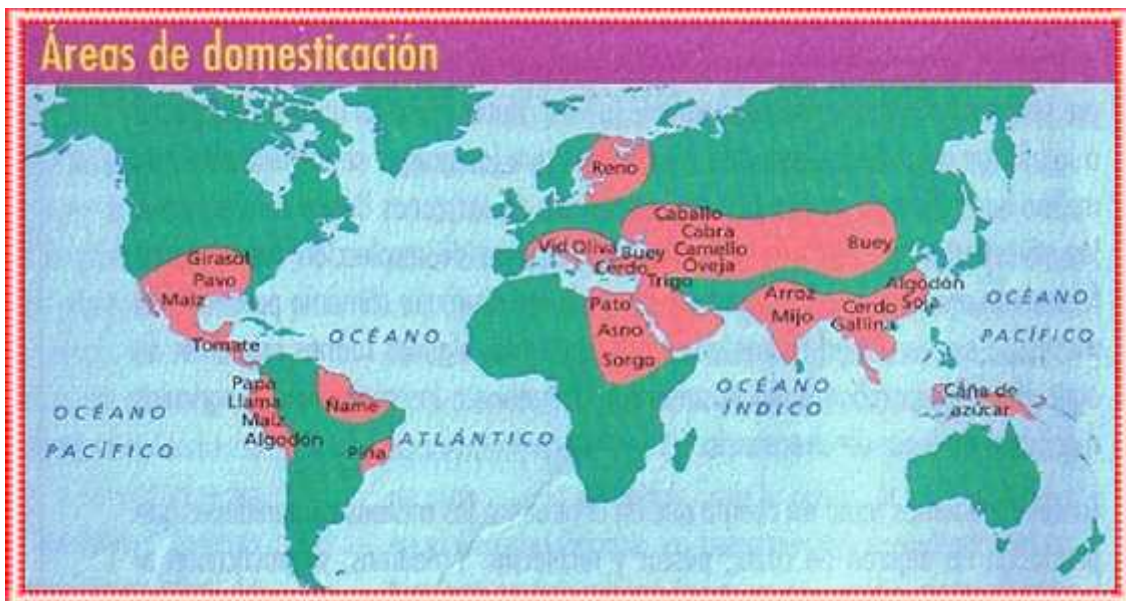 Áreas de domesticación
Reno
Caballo
Cabra
Camello
Oveja
Buey
Vid Oliva
Buey
Cerdo
Trigo
Girasol
Pavo
Maíz
Tomate
Pato
Asno
Sorgo
Arroz
Mijo
Cerdo
Gallina
Algodón
Soja
OCÉANO
PACÍFICO
OCÉANO
ATLÁNTICO
OCÉANO
ÍNDICO
Papa
Llama
Maíz
Algodón
Ñame
Piña
Caña de
azúcar
OCÉANO
PACÍFICO